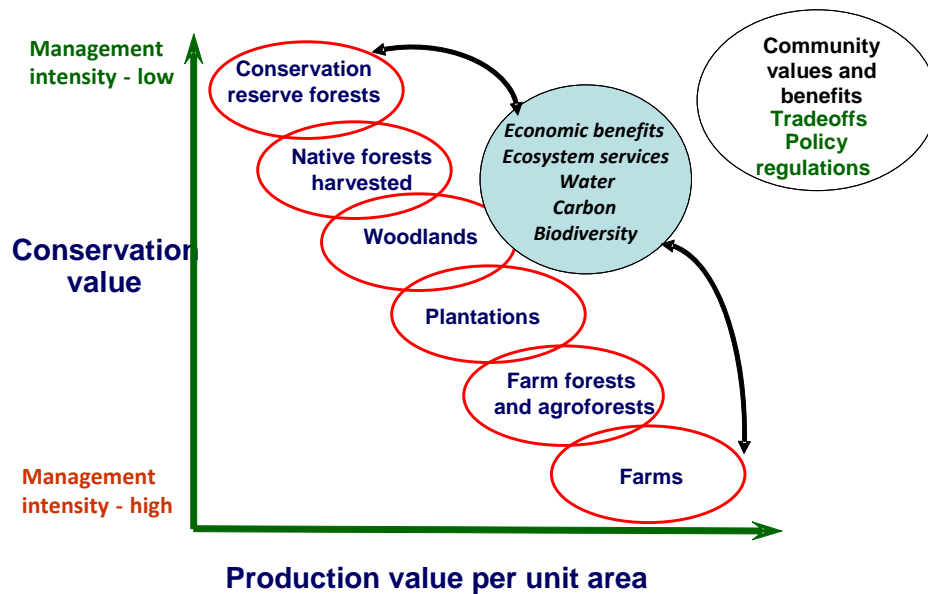 Management
intensity - low
Conservation
reserve forests
Native forests
harvested
Woodlands
Plantations
Farm forests
and agroforests
Farms
Economic benefits
Ecosystem services
Water
Carbon
Biodiversity
Community
values and
benefits
Tradeoffs
Policy
regulations
Conservation
value
Management
intensity - high
Production value per unit area